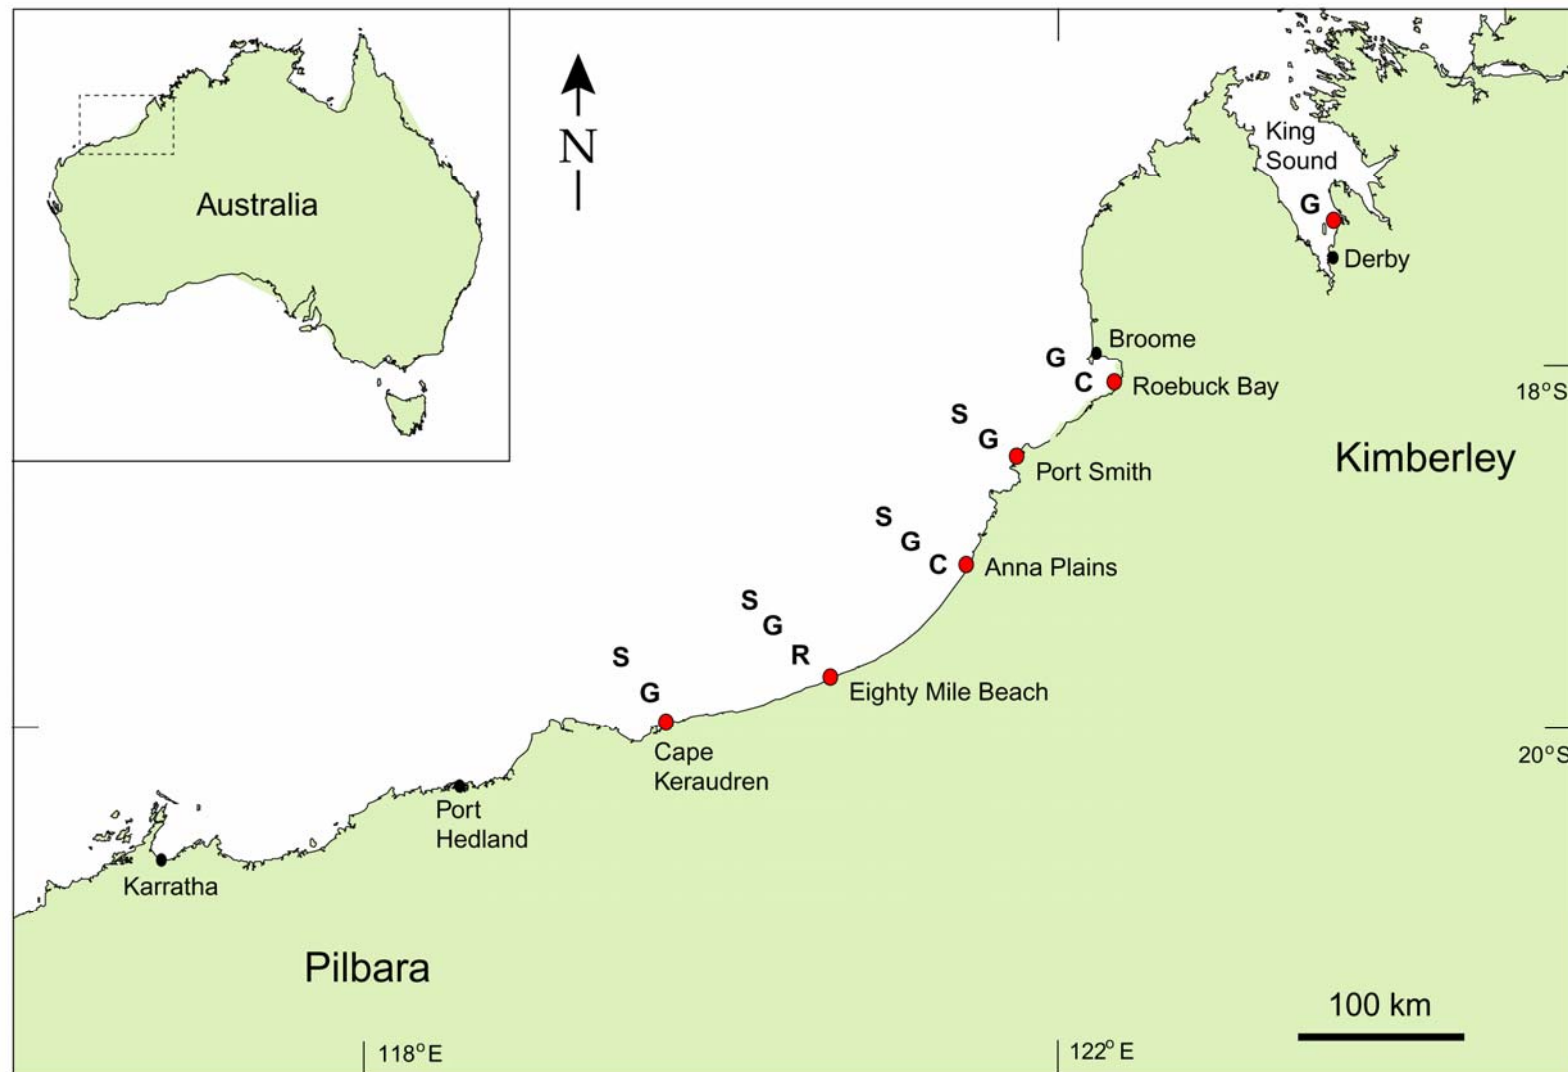 Australia
N
King
Sound
G
Derby
Broome
G
C
Roebuck Bay
18°S
S
G
Port Smith
Kimberley
S
G
C
Anna Plains
S
G
R
Eighty Mile Beach
S
G
Cape
Keraudren
20°S
Port
Hedland
Karratha
Pilbara
100 km
118°E
122°E